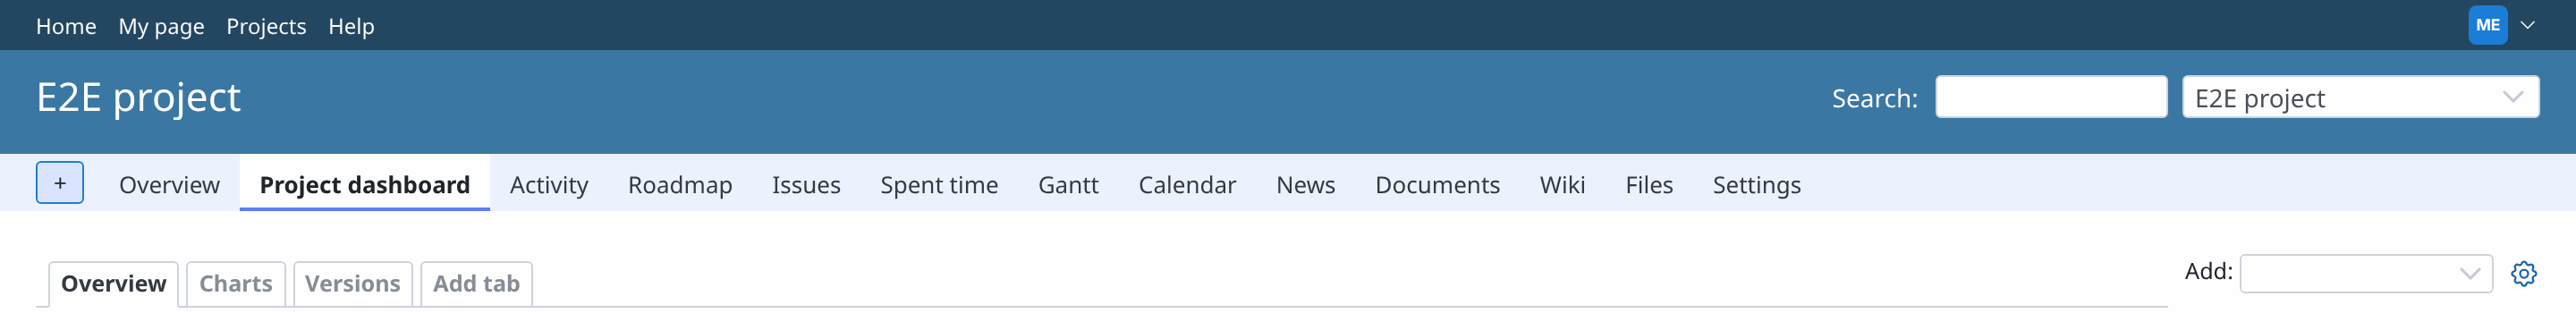 Home My page Projects Help ME
E2E project Search: E2E project
+ Overview Project dashboard Activity Roadmap Issues Spent time Gantt Calendar News Documents Wiki Files Settings
Overview Charts Versions Add tab Add: